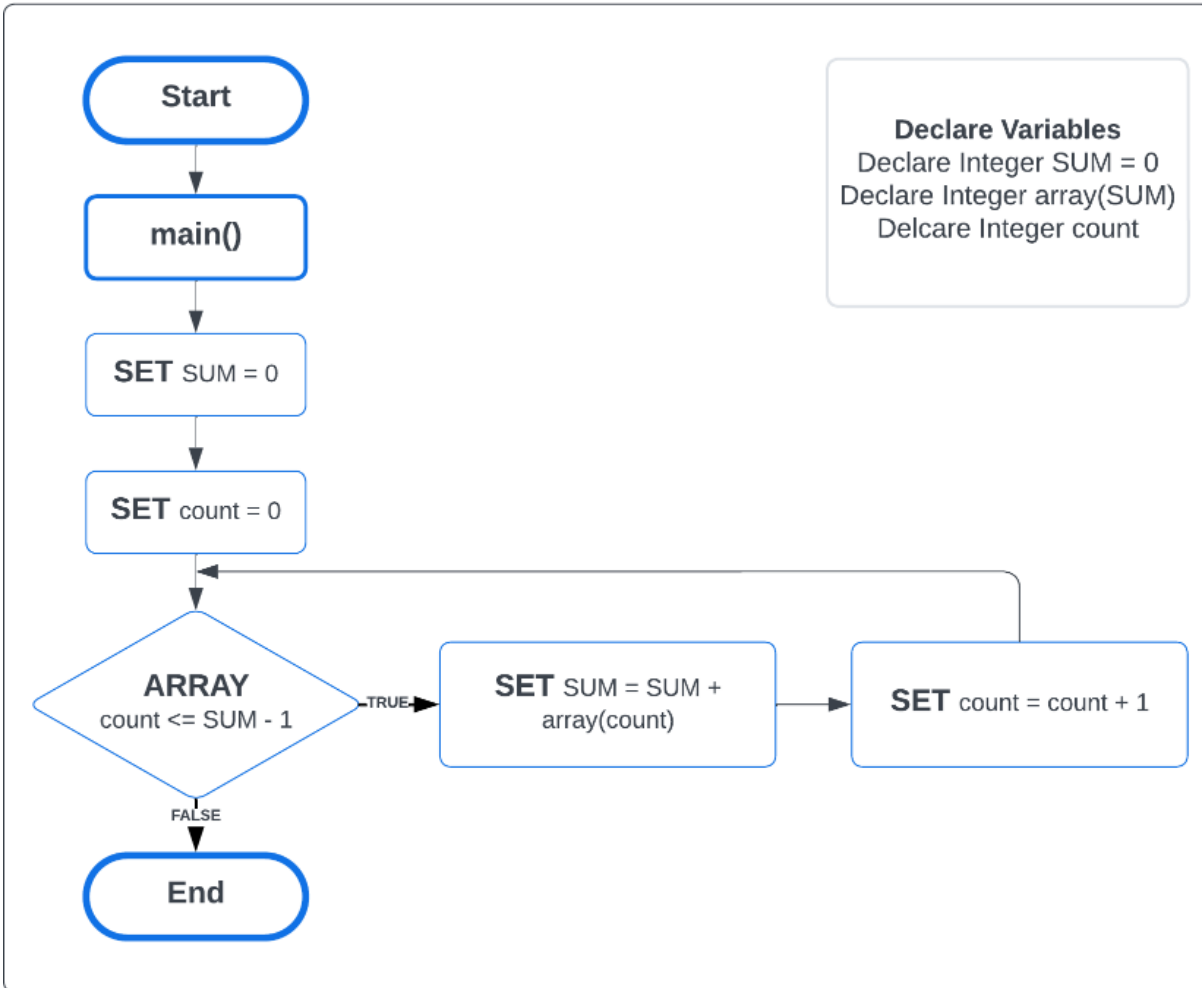 Start
main()
SET SUM = 0
SET count = 0
ARRAY
count <= SUM - 1
TRUE
SET SUM = SUM +
array(count)
SET count = count + 1
FALSE
End
Declare Variables
Declare Integer SUM = 0
Declare Integer array(SUM)
Delcare Integer count